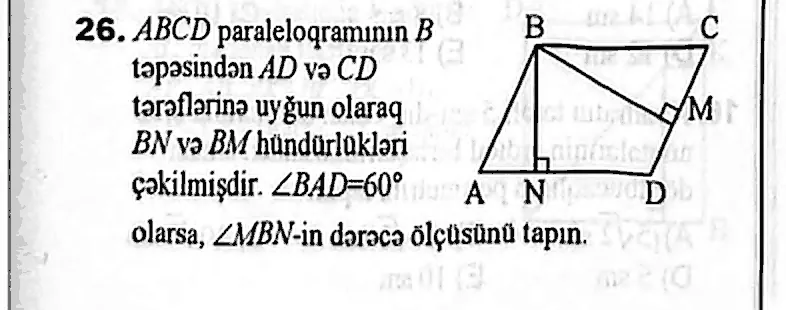 26. ABCD paraleloqramının B
təpəsindən AD və CD
tərəflərinə uyğun olaraq
BN və BM hündürlükləri
çəkilmişdir. ∠BAD=60°
olarsa, ∠MBN-in dərəcə ölçüsünü tapın.
B C
M
A N D